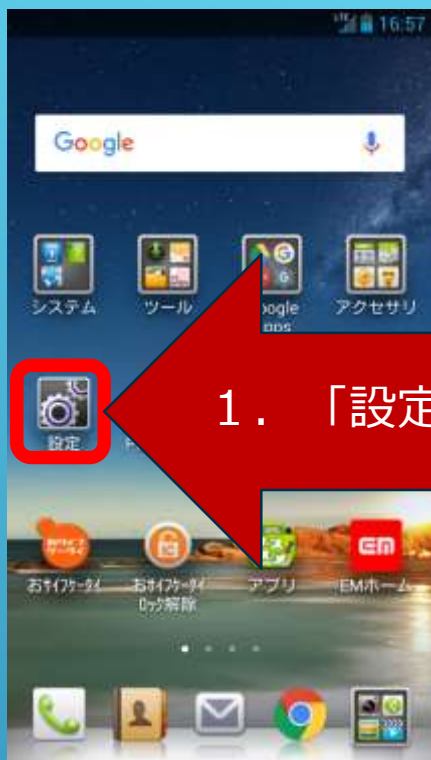 16:57
Google
システム
ツール
アクセサリ
設定
1. 「設定
おサイフケータイ
おサイフケータイ
ロック解除
アプリ
EM
EMホーム